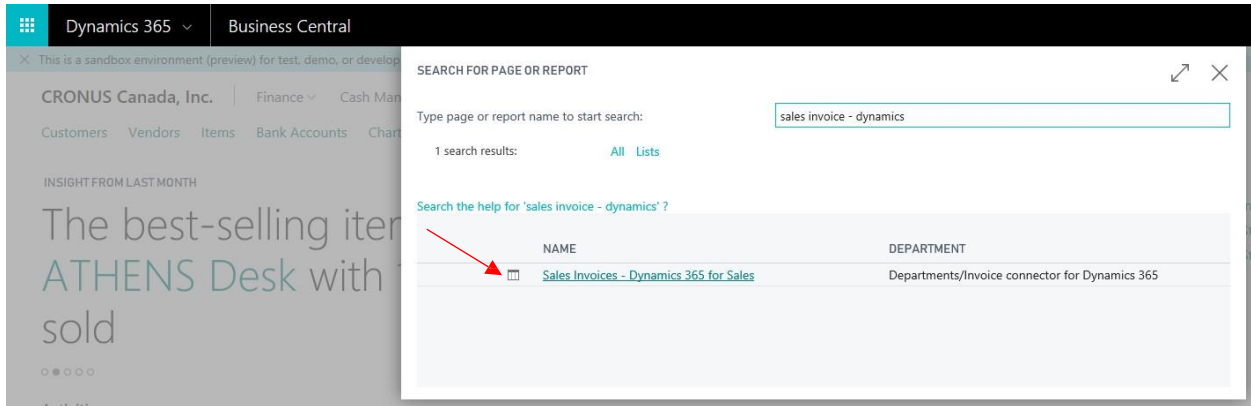 Dynamics 365 Business Central
This is a sandbox environment (preview) for test, demo, or develop
CRONUS Canada, Inc. Finance Cash Man
Customers Vendors Items Bank Accounts Chart
INSIGHT FROM LAST MONTH
The best-selling iter
ATHENS Desk with
sold
SEARCH FOR PAGE OR REPORT
Type page or report name to start search: sales invoice - dynamics
1 search results: All Lists
Search the help for 'sales invoice - dynamics' ?
NAME DEPARTMENT
Sales Invoices - Dynamics 365 for Sales Departments/Invoice connector for Dynamics 365